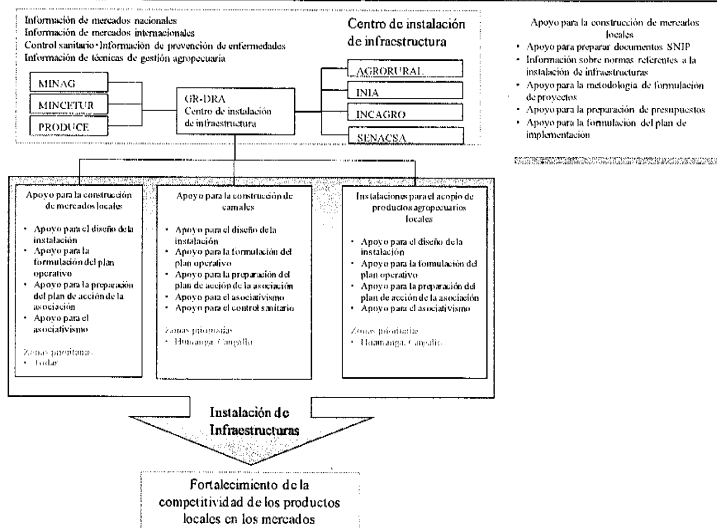 Información de mercados nacionales
Información de mercados internacionales
Control sanitario・Información de prevención de enfermedades
Información de técnicas de gestión agropecuaria
Centro de instalación
de infraestructura
MINAG
MINCETUR
PRODUCE
GR-DRA
Centro de instalación
de infraestructura
AGRORURAL
INIA
INCAGRO
SENACSA
Apoyo para la construcción de mercados
locales
• Apoyo para preparar documentos SNIP
• Información sobre normas referentes a la
instalación de infraestructuras
• Apoyo para la metodología de formulación
de proyectos
• Apoyo para la preparación de presupuestos
• Apoyo para la formulación del plan de
implementación
Apoyo para la construcción
de mercados locales
• Apoyo para el diseño de la
instalación
• Apoyo para la
formulación del plan
operativo
• Apoyo para la preparación
del plan de acción de la
asociación
• Apoyo para el
asociativismo
Zonas prioritarias
• Todar
Apoyo para la construcción de
camales
• Apoyo para el diseño de la
instalación
• Apoyo para la formulación del
plan operativo
• Apoyo para la preparación del
plan de acción de la asociación
• Apoyo para el asociativismo
• Apoyo para el control sanitario
Zonas prioritarias
• Humanga, Cangallo
Instalaciones para el acopio de
productos agropecuarios
locales
• Apoyo para el diseño de la
instalación
• Apoyo para la formulación del
plan operativo
• Apoyo para la preparación del
plan de acción de la asociación
• Apoyo para el asociativismo
Zonas prioritarias
• Huamanga, Cangallo
Instalación de
Infraestructuras
Fortalecimiento de la
competitividad de los productos
locales en los mercados